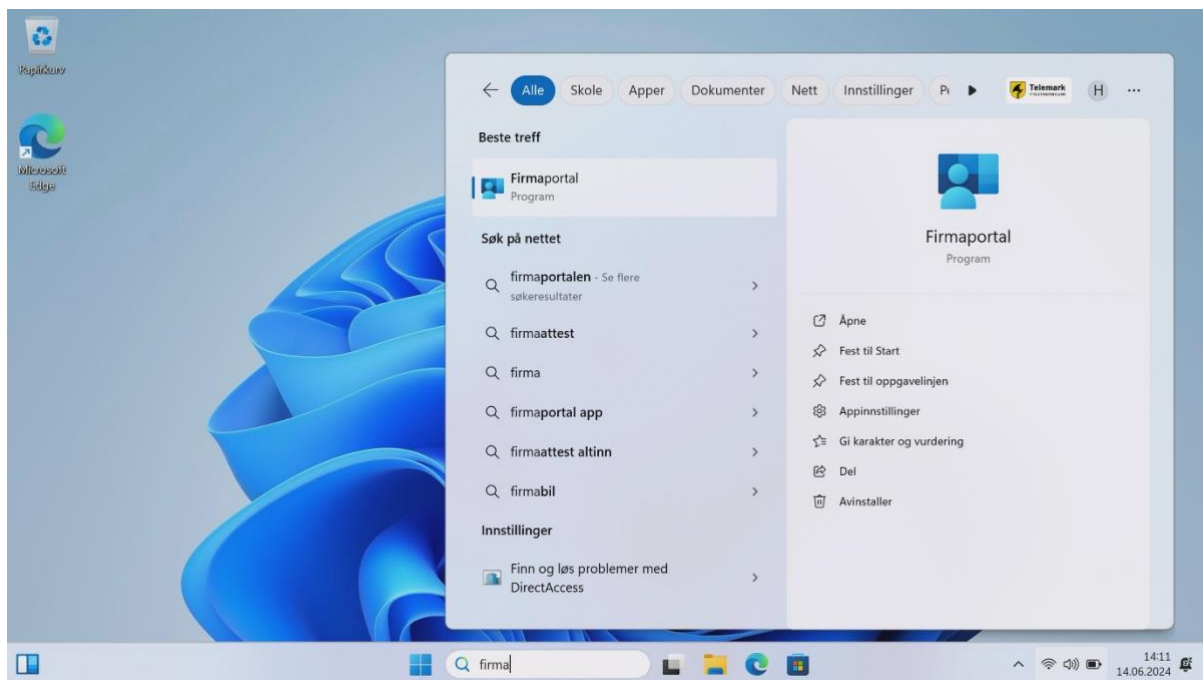 Papirkurv
Microsoft
Edge
Alle
Skole
Apper
Dokumenter
Nett
Innstillinger
Telemark
H
Beste treff
Firmaportal
Program
Søk på nettet
firmaportalen - Se flere
søkeresultater
firmaattest
firma
firmaportal app
firmaattest altinn
firmabil
Innstillinger
Finn og løs problemer med
DirectAccess
Firmaportal
Program
Åpne
Fest til Start
Fest til oppgavelinjen
Appinnstillinger
Gi karakter og vurdering
Del
Avinstaller
firma
14:11
14.06.2024